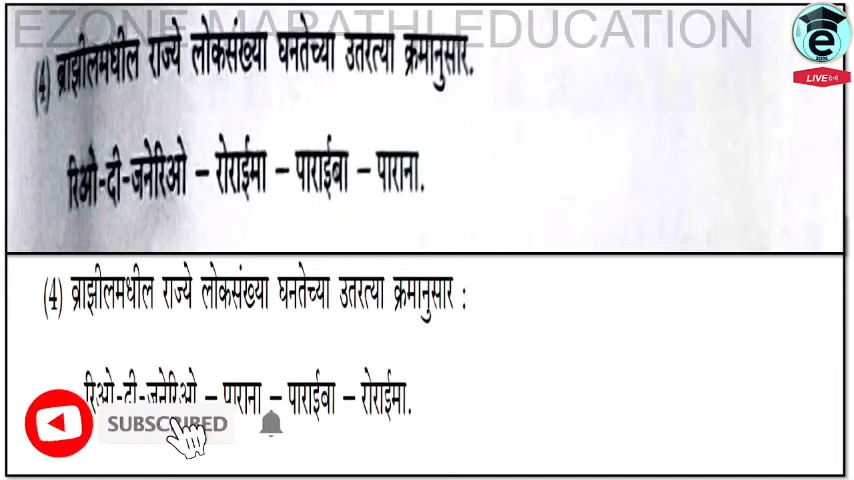 EZONE MARATHI EDUCATION
e
EZONE
LIVE
(4) ब्राझीलमधील राज्ये लोकसंख्या घनतेच्या उतरत्या क्रमानुसार.
रिओ-दी-जनेरिओ – रोराईमा – पाराईबा – पाराना.
(4) ब्राझीलमधील राज्ये लोकसंख्या घनतेच्या उतरत्या क्रमानुसार :
रिओ-दी-जनेरिओ – पाराना – पाराईबा – रोराईमा.
SUBSCRIBED